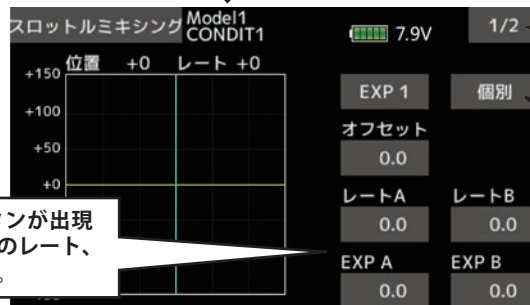 スロットルミキシング Model1
CONDIT1
7.9V
1/2
位置 +0 レート +0
+150
+100
+50
+0
EXP 1
個別
オフセット
0.0
レートA
レートB
0.0
0.0
EXP A
EXP B
0.0
0.0
ンが出現
のレート、
。